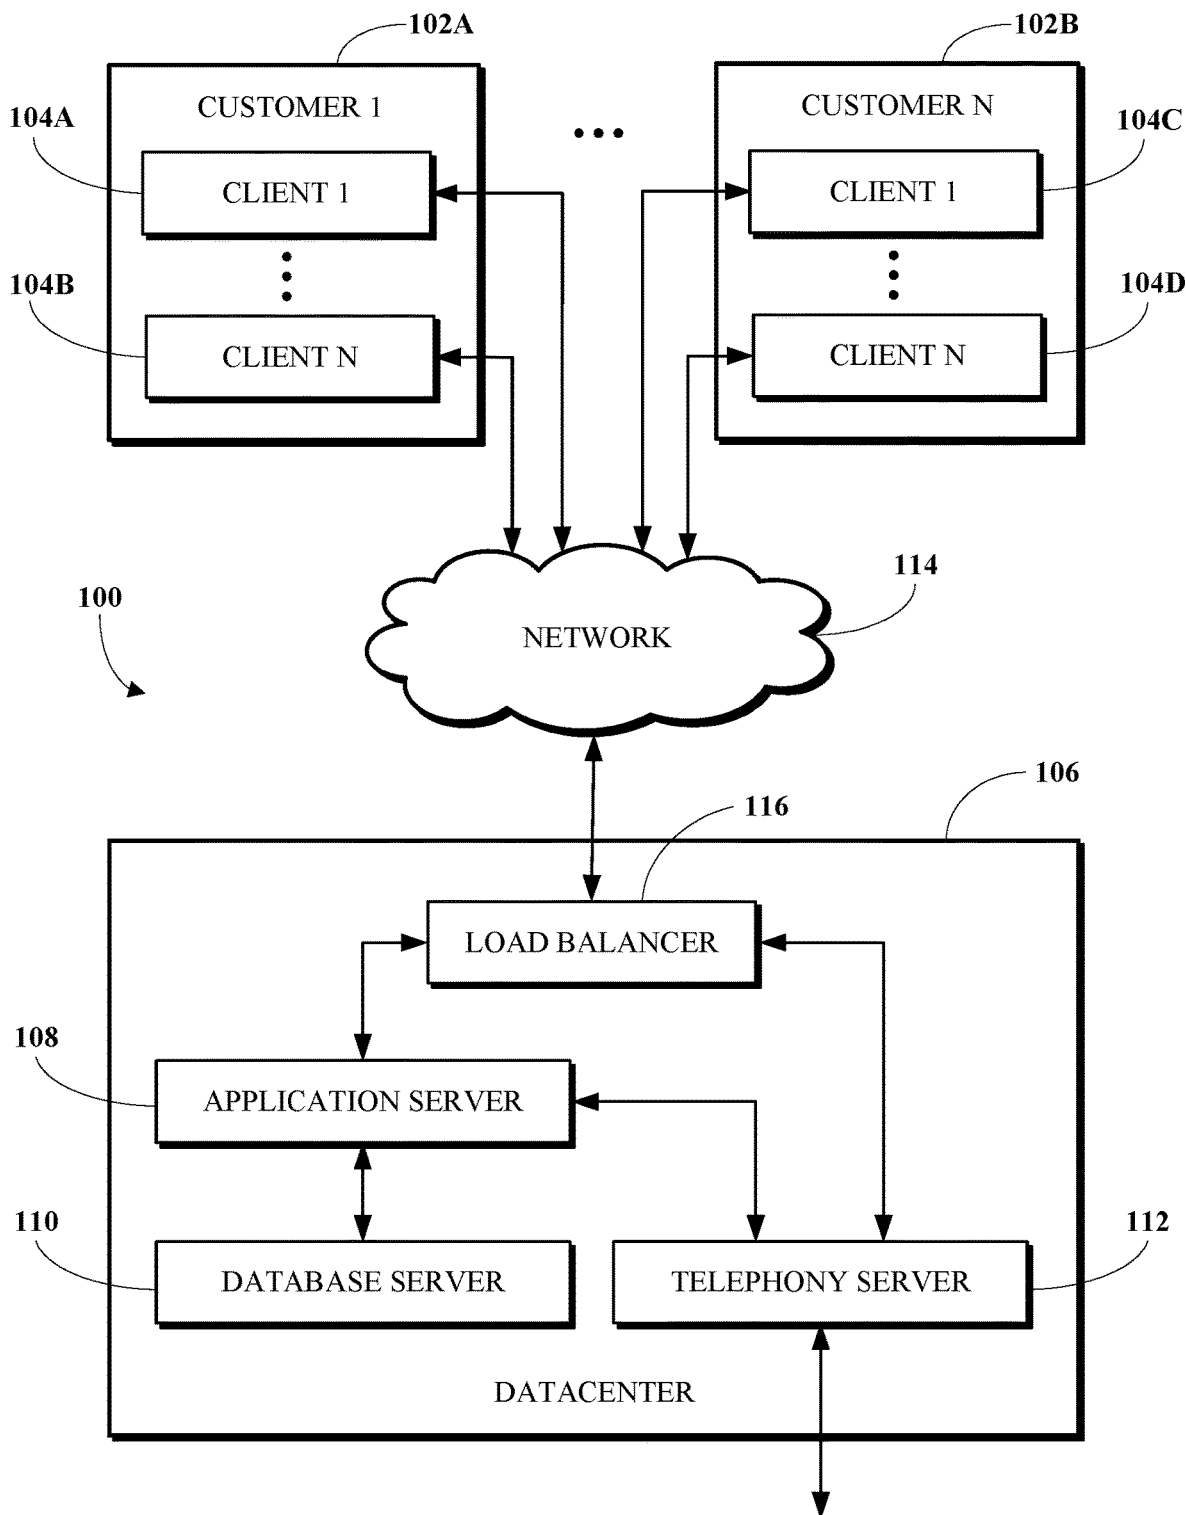 102A
102B
CUSTOMER 1
CUSTOMER N
104A
104C
CLIENT 1
CLIENT 1
104B
104D
CLIENT N
CLIENT N
114
100
NETWORK
106
116
LOAD BALANCER
108
APPLICATION SERVER
110
112
DATABASE SERVER
TELEPHONY SERVER
DATACENTER